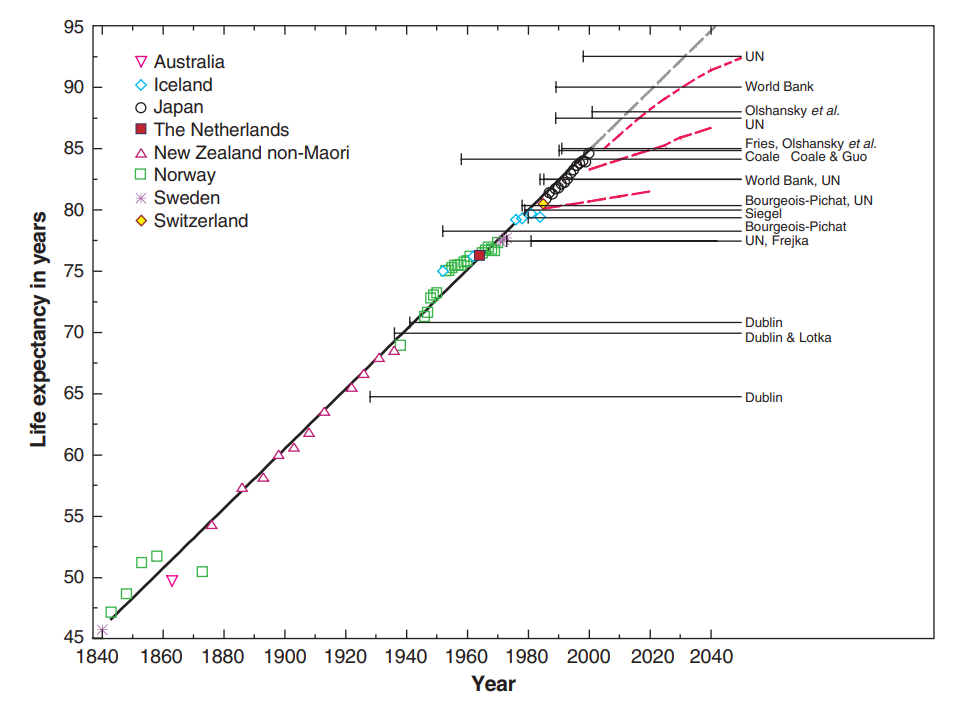 95
90
85
80
75
70
65
60
55
50
45
Life expectancy in years
Australia
Iceland
Japan
The Netherlands
New Zealand non-Maori
Norway
Sweden
Switzerland
UN
World Bank
Olshansky et al.
UN
Fries, Olshansky et al.
Coale Coale & Guo
World Bank, UN
Bourgeois-Pichat, UN
Siegel
Bourgeois-Pichat
UN, Frejka
Dublin
Dublin & Lotka
Dublin
1840 1860 1880 1900 1920 1940 1960 1980 2000 2020 2040
Year